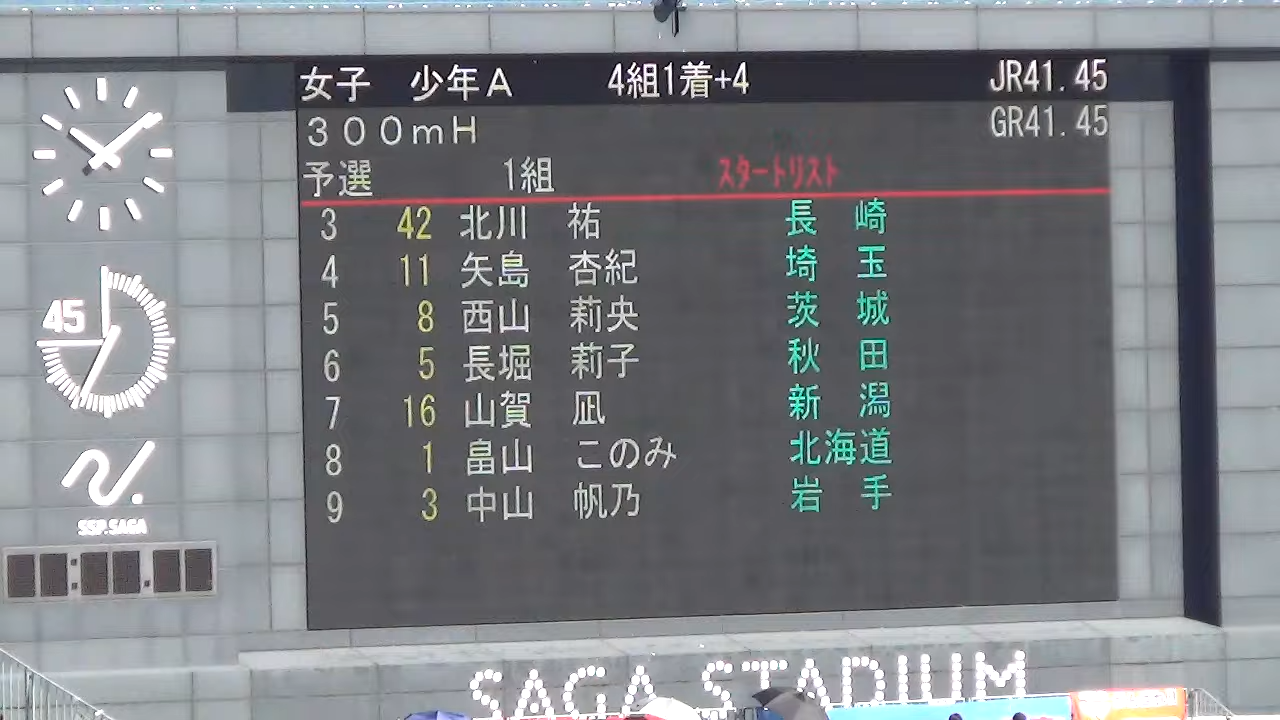 女子 少年A 4組1着+4 JR41.45
300mH GR41.45
予選 1組 スタートリスト
3 42 北川 祐 長崎
4 11 矢島 杏紀 埼玉
5 8 西山 莉央 茨城
6 5 長堀 莉子 秋田
7 16 山賀 凪 新潟
8 1 畠山 このみ 北海道
9 3 中山 帆乃 岩手
45
SSP.SAGA
SAGA STADIUM